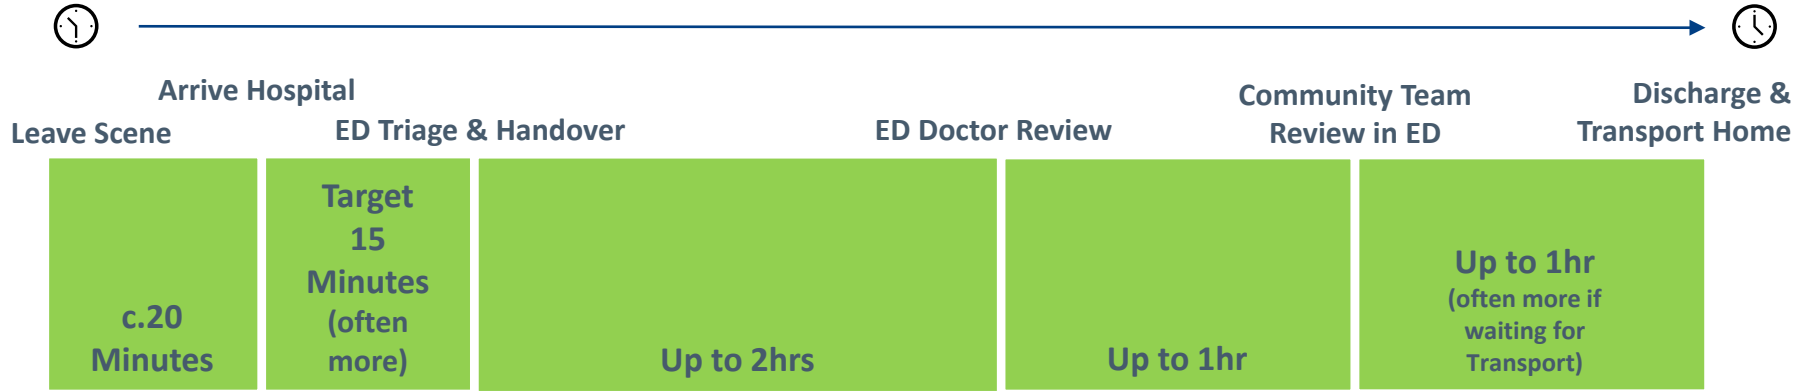 Arrive Hospital
Leave Scene
ED Triage & Handover
ED Doctor Review
Community Team
Review in ED
Discharge &
Transport Home
c.20
Minutes
Target
15
Minutes
(often
more)
Up to 2hrs
Up to 1hr
Up to 1hr
(often more if
waiting for
Transport)